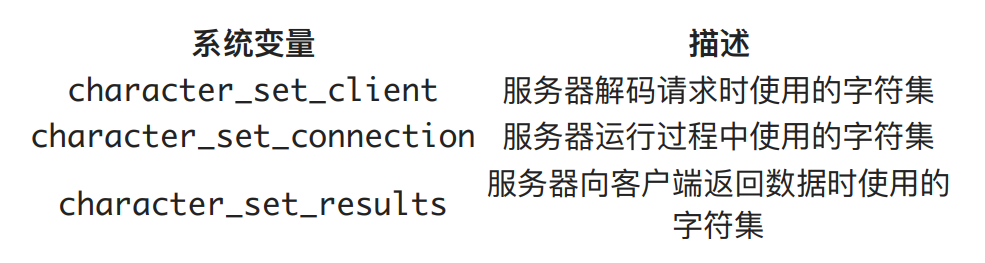 系统变量 描述
character_set_client 服务器解码请求时使用的字符集
character_set_connection 服务器运行过程中使用的字符集
character_set_results 服务器向客户端返回数据时使用的
字符集